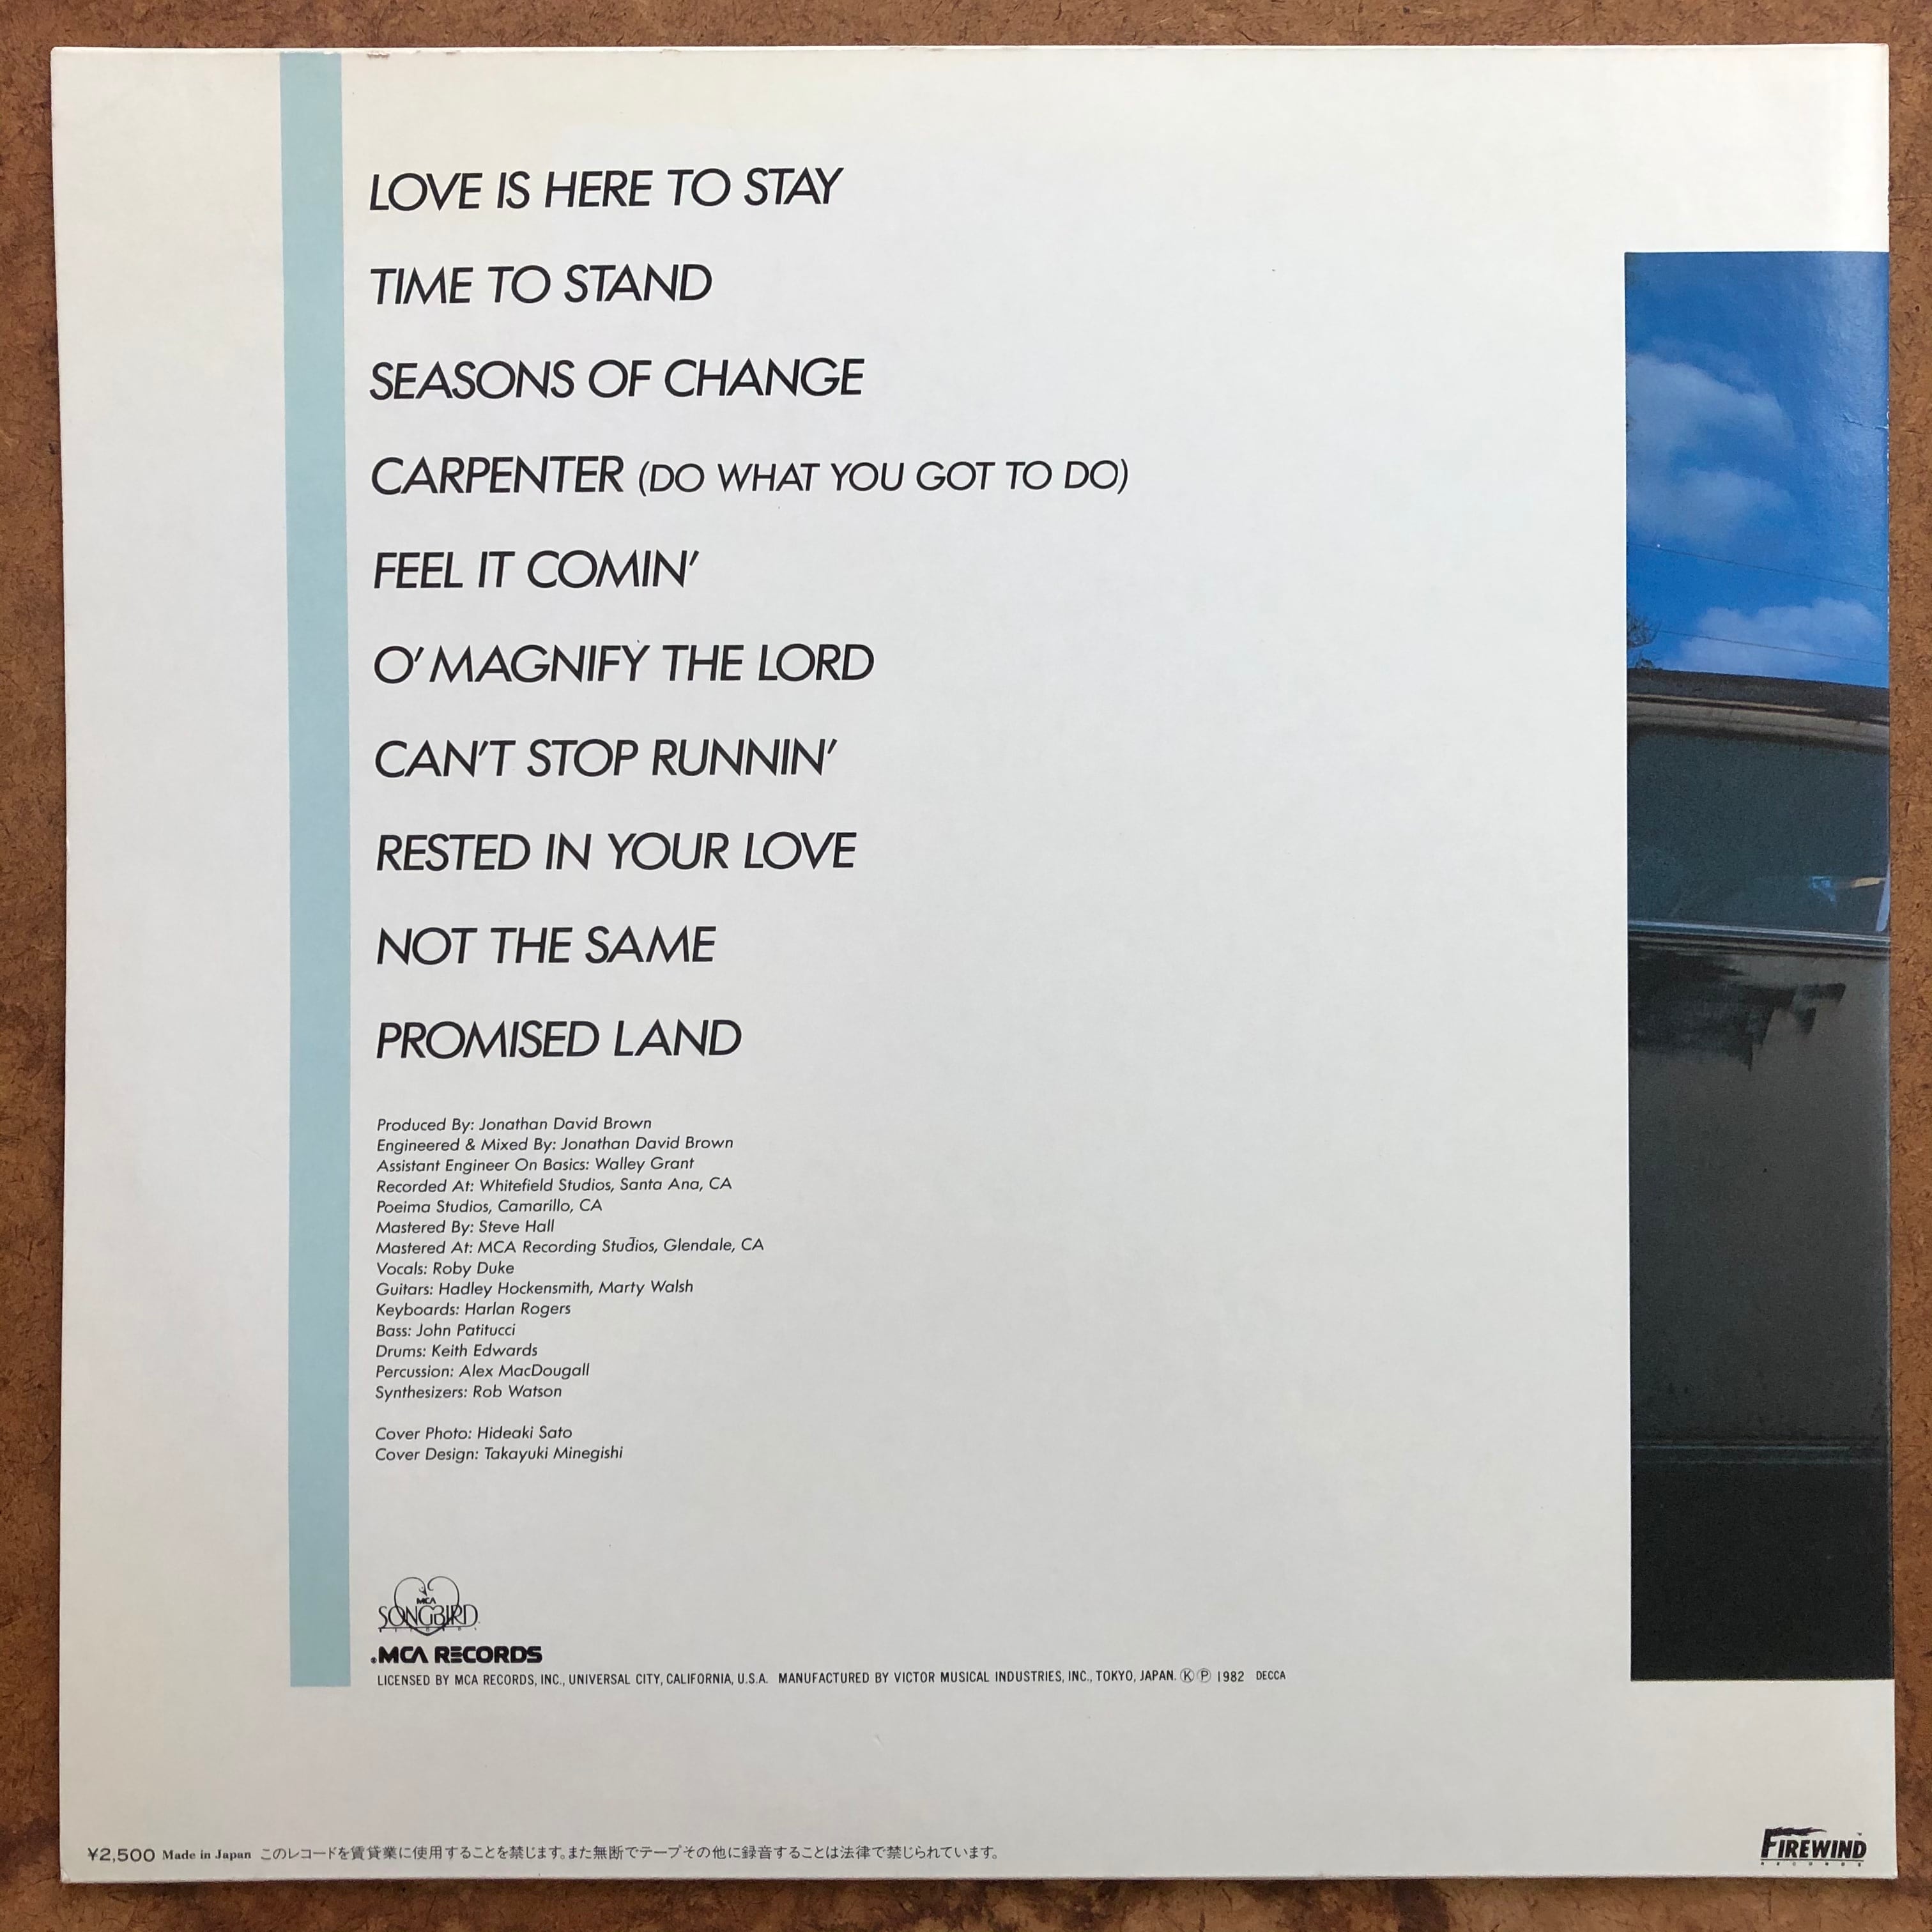 LOVE IS HERE TO STAY
TIME TO STAND
SEASONS OF CHANGE
CARPENTER (DO WHAT YOU GOT TO DO)
FEEL IT COMIN'
O' MAGNIFY THE LORD
CAN'T STOP RUNNIN'
RESTED IN YOUR LOVE
NOT THE SAME
PROMISED LAND
Produced By: Jonathan David Brown
Engineered & Mixed By: Jonathan David Brown
Assistant Engineer On Basics: Walley Grant
Recorded At: Whitefield Studios, Santa Ana, CA
Poeima Studios, Camarillo, CA
Mastered By: Steve Hall
Mastered At: MCA Recording Studios, Glendale, CA
Vocals: Roby Duke
Guitars: Hadley Hockensmith, Marty Walsh
Keyboards: Harlan Rogers
Bass: John Patitucci
Drums: Keith Edwards
Percussion: Alex MacDougall
Synthesizers: Rob Watson
Cover Photo: Hideaki Sato
Cover Design: Takayuki Minegishi
MCA
SONGBIRD
RECORDS
MCA RECORDS
LICENSED BY MCA RECORDS, INC., UNIVERSAL CITY, CALIFORNIA, U.S.A. MANUFACTURED BY VICTOR MUSICAL INDUSTRIES, INC., TOKYO, JAPAN. Ⓚ Ⓟ 1982 DECCA
¥2,500 Made in Japan このレコードを賃貸業に使用することを禁じます。また無断でテープその他に録音することは法律で禁じられています。
FIREWIND
RECORDS